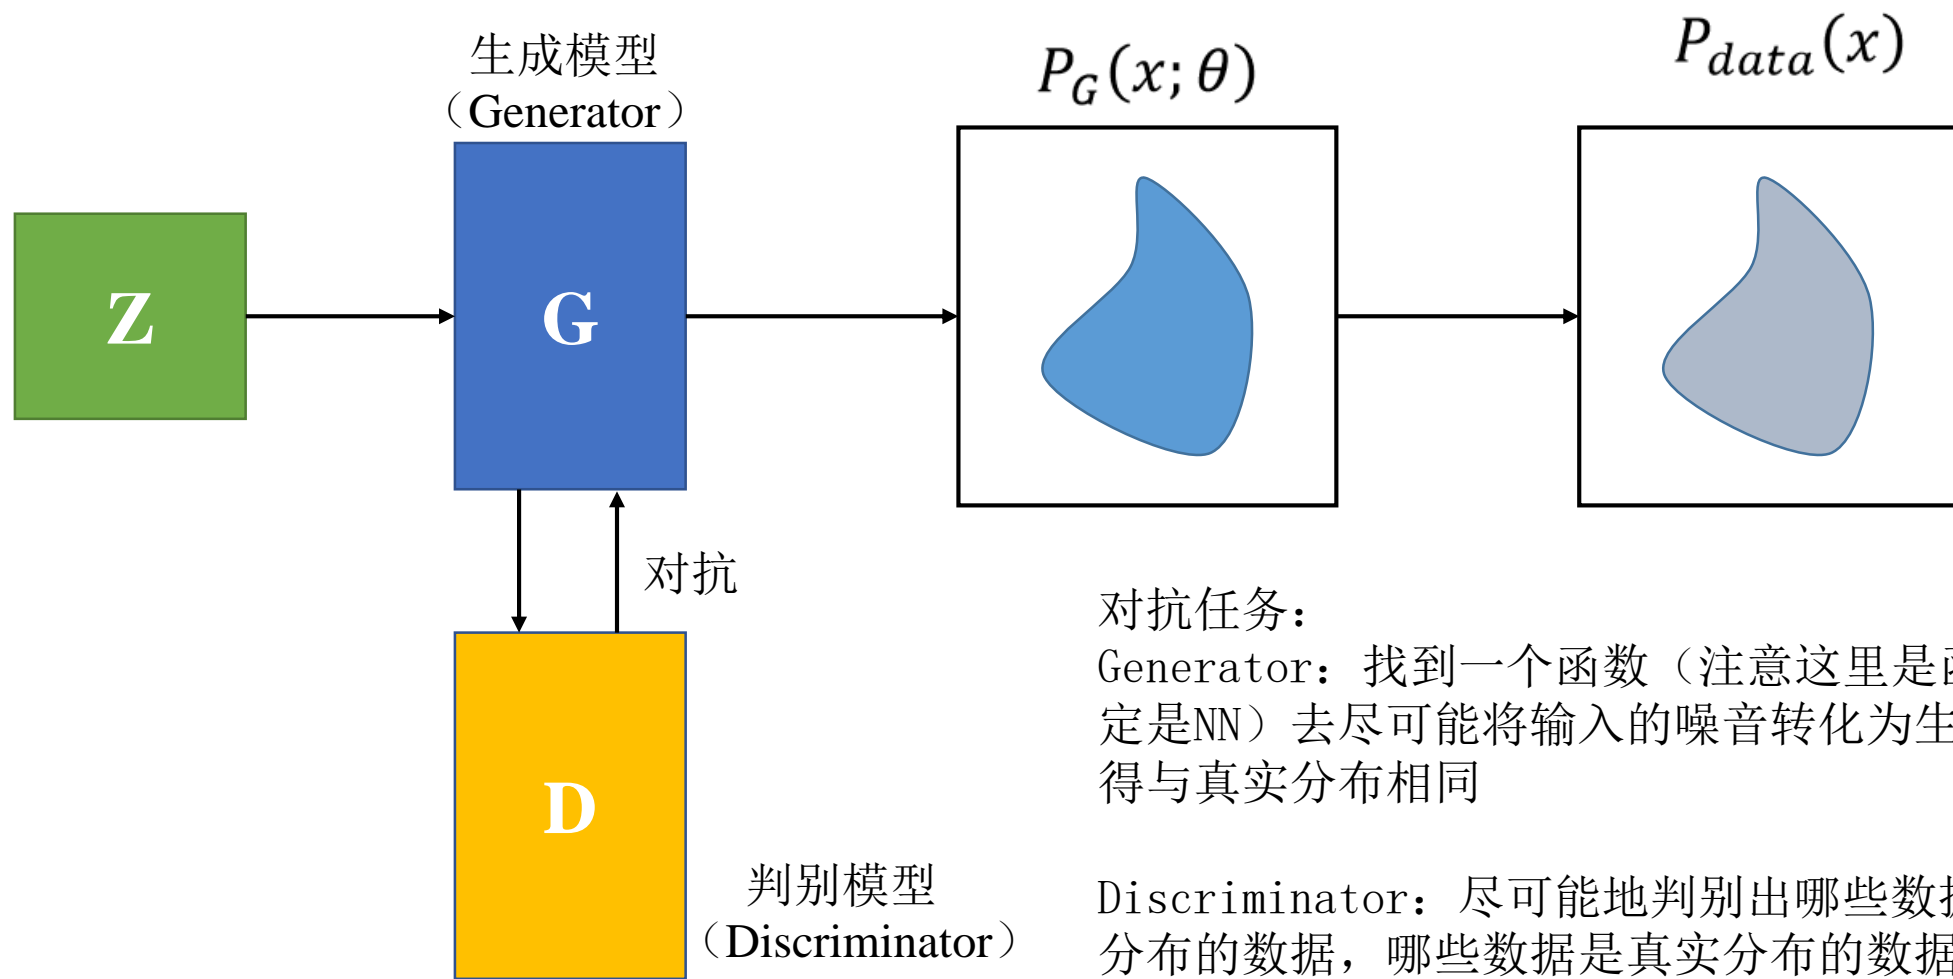 生成模型
（Generator）
P_G(x; θ)
P_data(x)
Z
G
对抗
D
判别模型
（Discriminator）
对抗任务：
Generator：找到一个函数（注意这里是
定是NN）去尽可能将输入的噪音转化为生
得与真实分布相同
Discriminator：尽可能地判别出哪些数
分布的数据，哪些数据是真实分布的数据